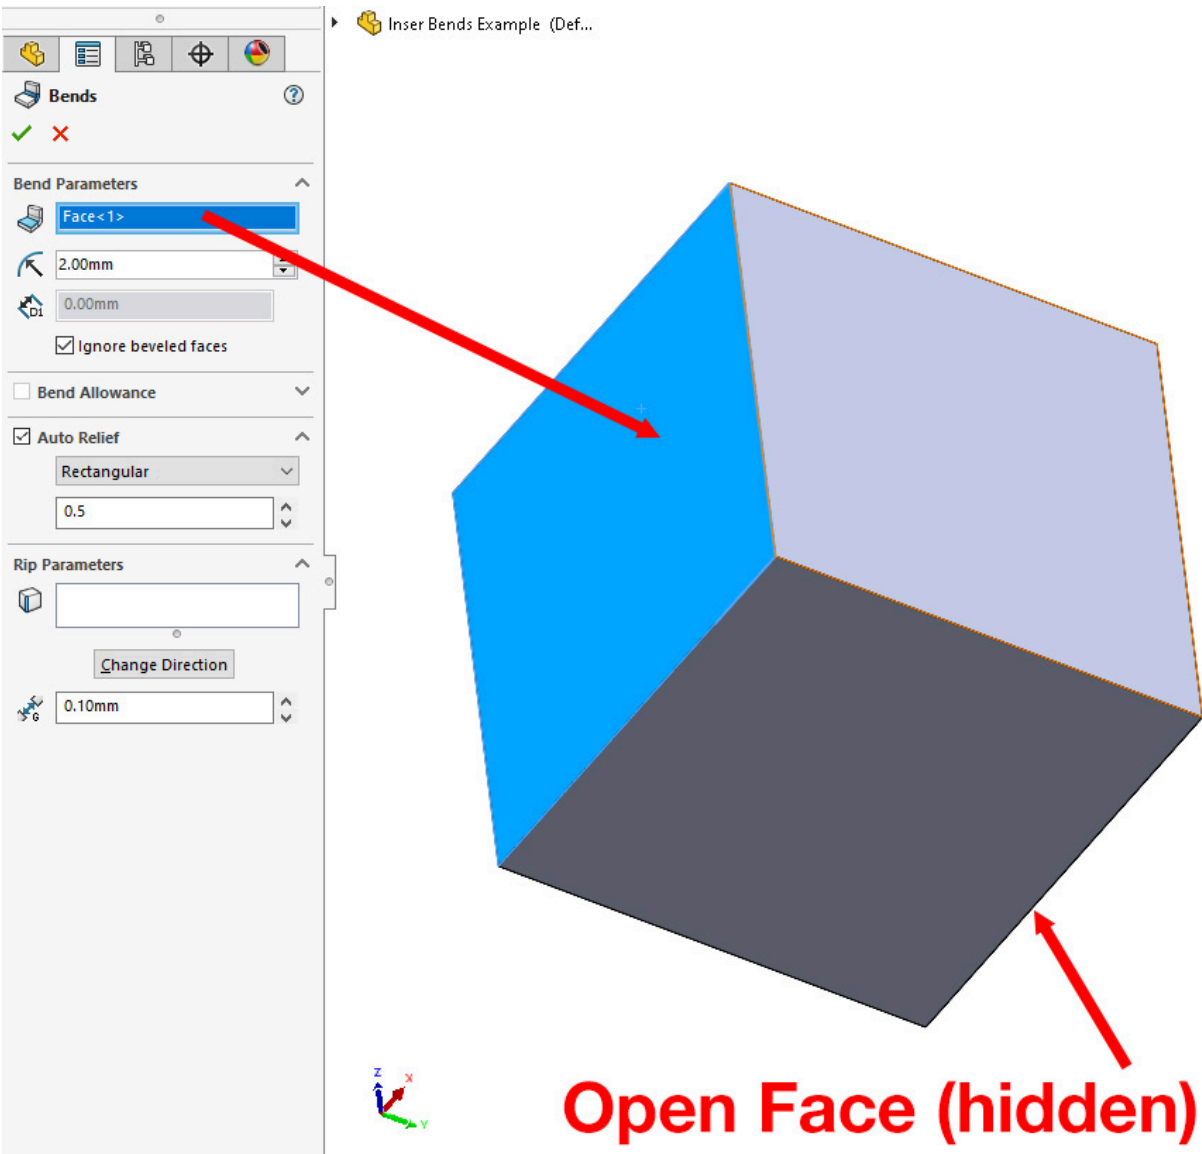 Inser Bends Example (Def...
Bends
Bend Parameters
Face<1>
2.00mm
D1
0.00mm
Ignore beveled faces
Bend Allowance
Auto Relief
Rectangular
0.5
Rip Parameters
Change Direction
G
0.10mm
Z
X
Y
Open Face (hidden)